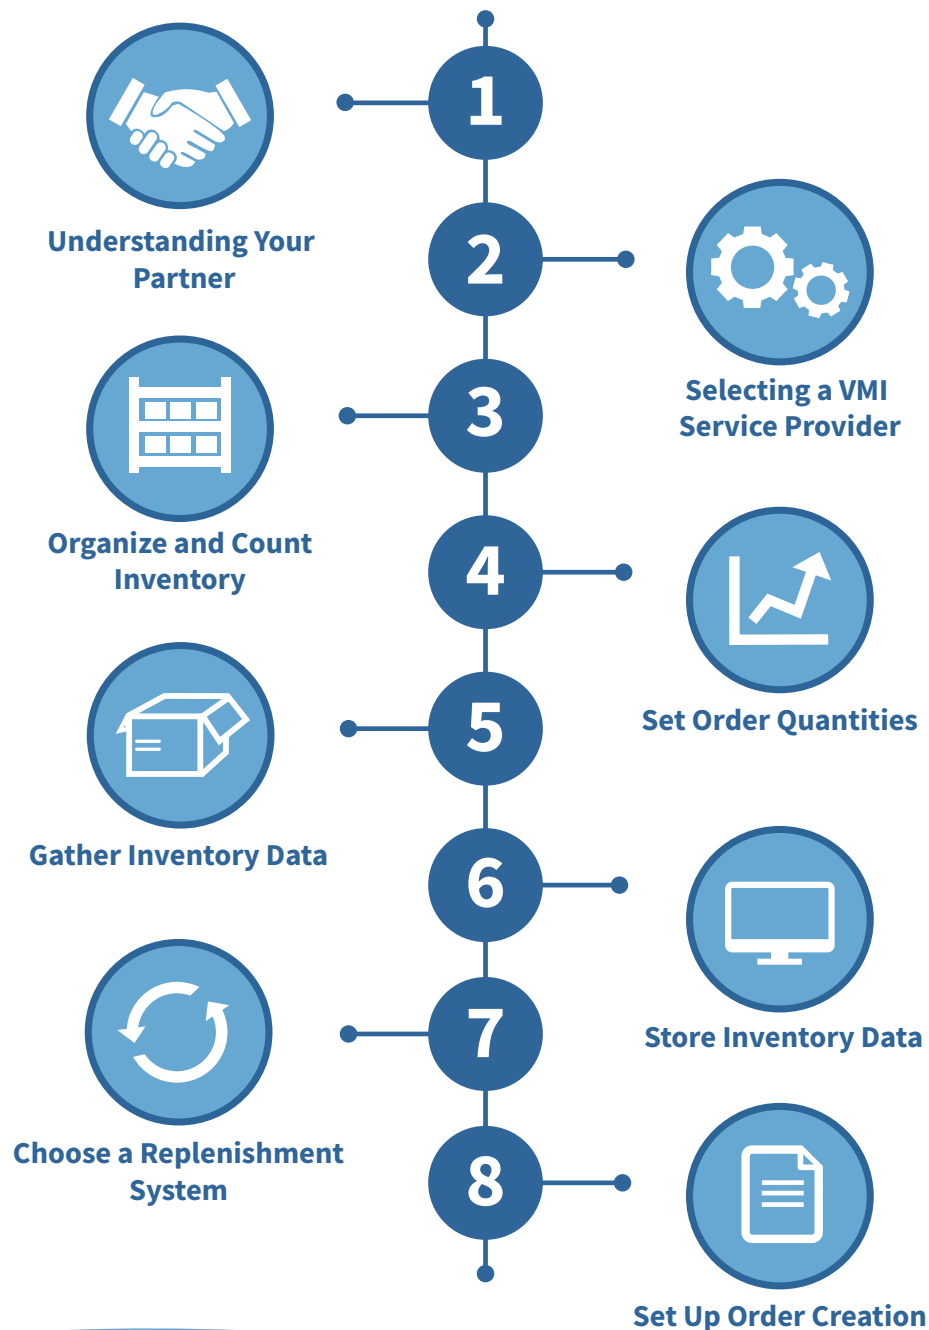 1
Understanding Your
Partner
2
Selecting a VMI
Service Provider
3
Organize and Count
Inventory
4
Set Order Quantities
5
Gather Inventory Data
6
Store Inventory Data
7
Choose a Replenishment
System
8
Set Up Order Creation